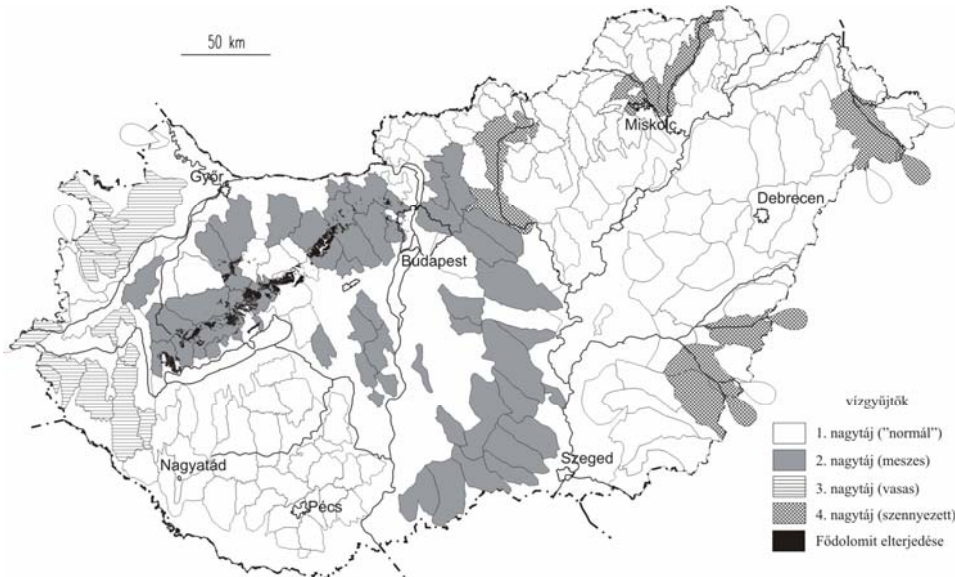 50 km
Miskolc
Győr
Debrecen
Budapest
Nagyatád
Szeged
Pécs
vízgyűjtők
1. nagytáj ("normál")
2. nagytáj (meszes)
3. nagytáj (vasas)
4. nagytáj (szennyezett)
Fődolomit elterjedése